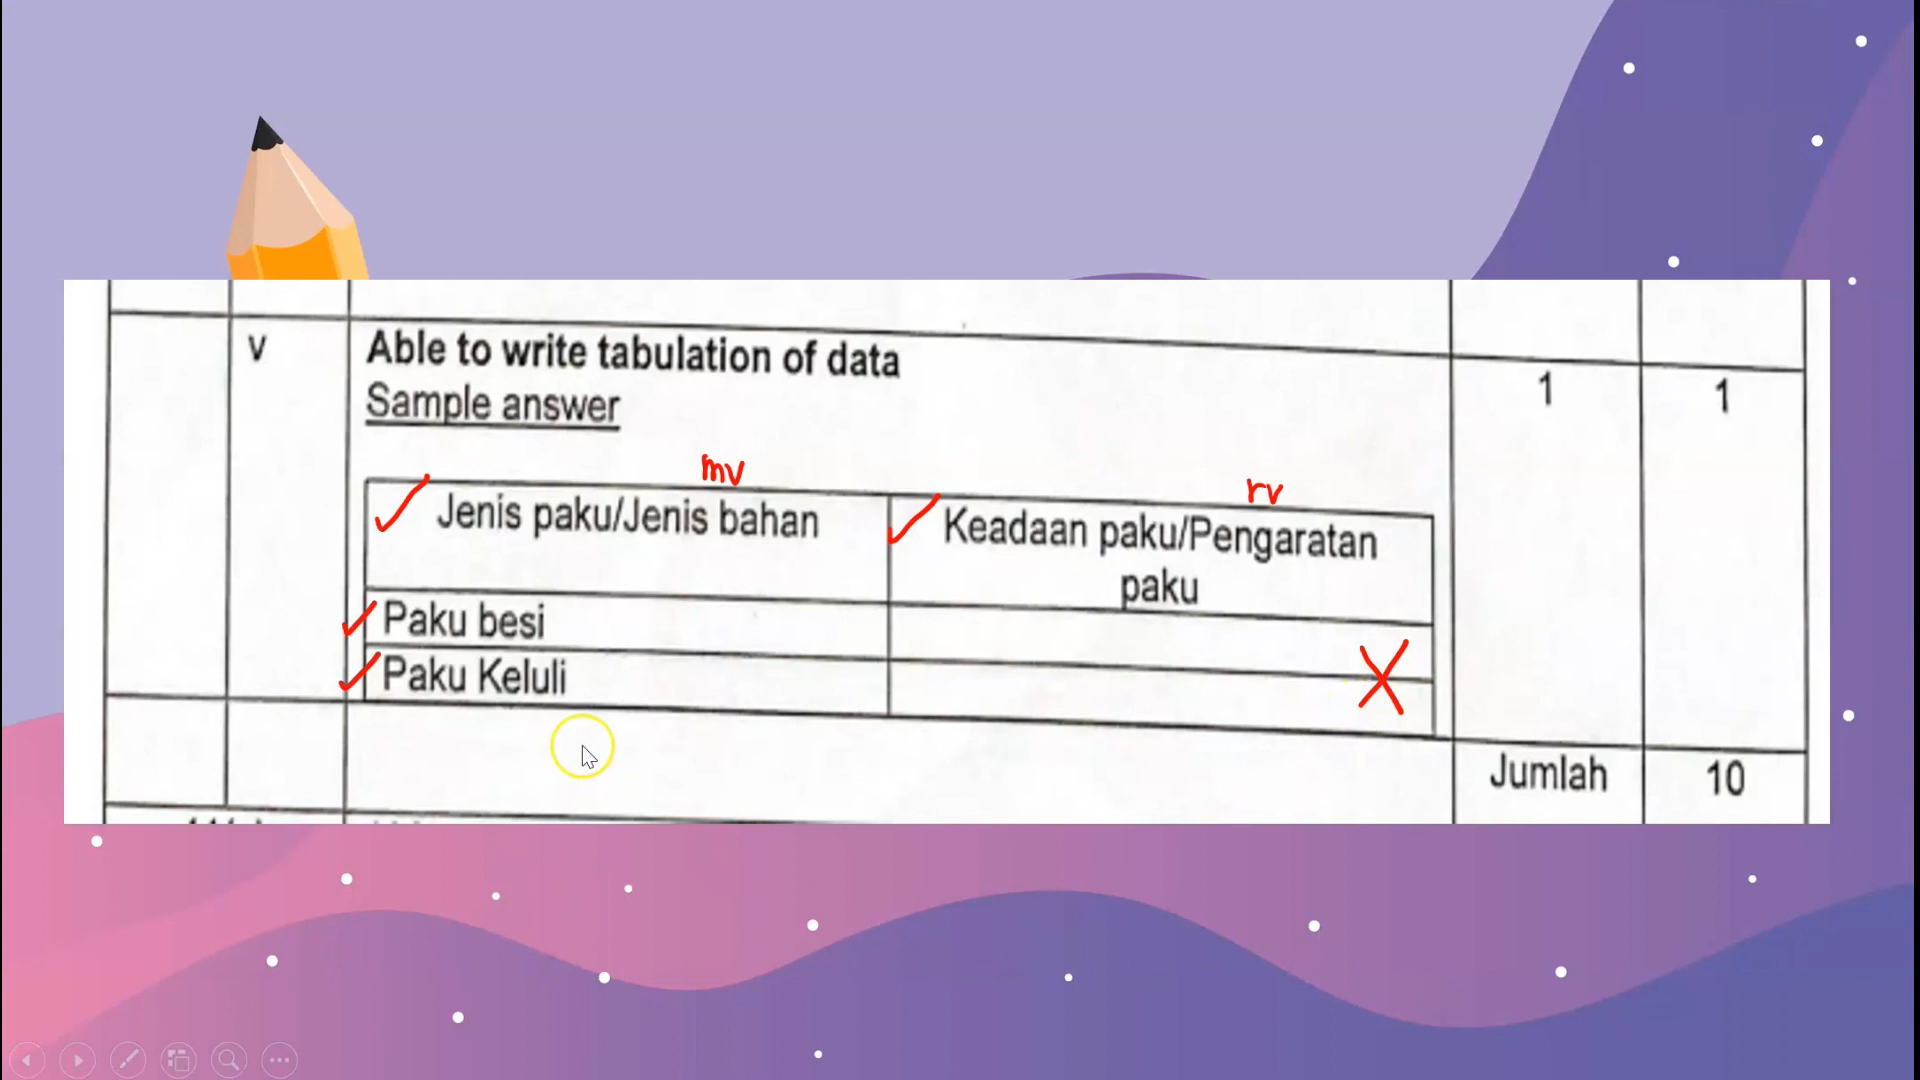 v
Able to write tabulation of data
1
1
Sample answer
mv
rv
Jenis paku/Jenis bahan
Keadaan paku/Pengaratan
paku
Paku besi
Paku Keluli
Jumlah
10